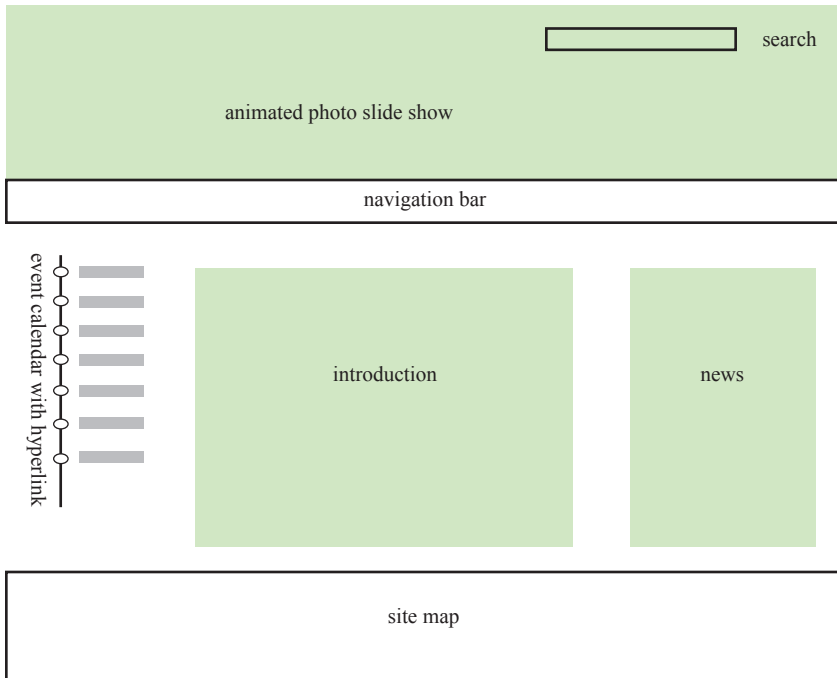 search
animated photo slide show
navigation bar
event calendar with hyperlink
introduction
news
site map